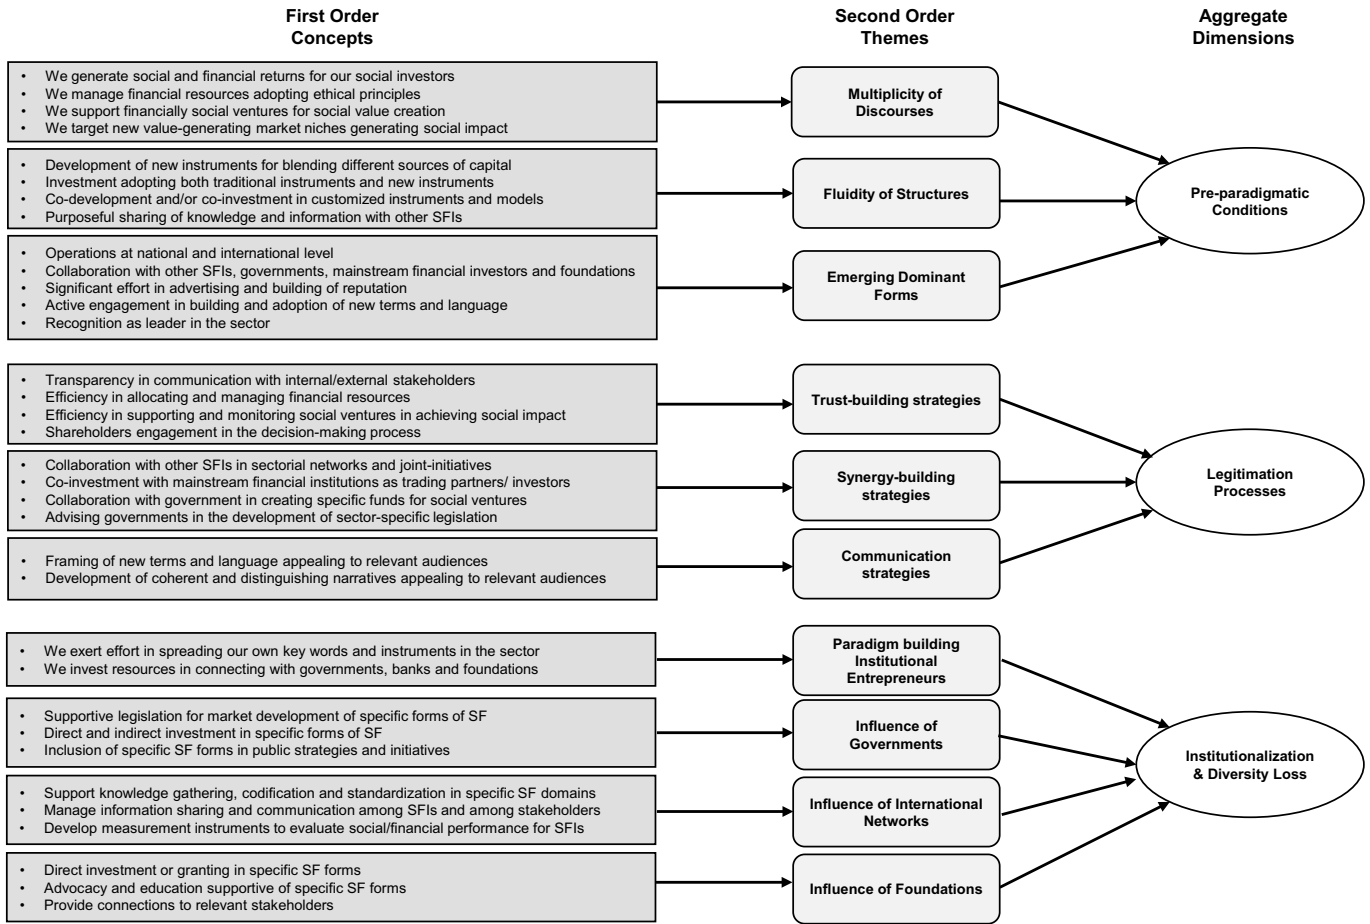 First Order
Concepts
Second Order
Themes
Aggregate
Dimensions
• We generate social and financial returns for our social investors
• We manage financial resources adopting ethical principles
• We support financially social ventures for social value creation
• We target new value-generating market niches generating social impact
Multiplicity of
Discourses
• Development of new instruments for blending different sources of capital
• Investment adopting both traditional instruments and new instruments
• Co-development and/or co-investment in customized instruments and models
• Purposeful sharing of knowledge and information with other SFIs
Fluidity of Structures
Pre-paradigmatic
Conditions
• Operations at national and international level
• Collaboration with other SFIs, governments, mainstream financial investors and foundations
• Significant effort in advertising and building of reputation
• Active engagement in building and adoption of new terms and language
• Recognition as leader in the sector
Emerging Dominant
Forms
• Transparency in communication with internal/external stakeholders
• Efficiency in allocating and managing financial resources
• Efficiency in supporting and monitoring social ventures in achieving social impact
• Shareholders engagement in the decision-making process
Trust-building strategies
• Collaboration with other SFIs in sectorial networks and joint-initiatives
• Co-investment with mainstream financial institutions as trading partners/ investors
• Collaboration with government in creating specific funds for social ventures
• Advising governments in the development of sector-specific legislation
Synergy-building
strategies
Legitimation
Processes
• Framing of new terms and language appealing to relevant audiences
• Development of coherent and distinguishing narratives appealing to relevant audiences
Communication
strategies
• We exert effort in spreading our own key words and instruments in the sector
• We invest resources in connecting with governments, banks and foundations
Paradigm building
Institutional
Entrepreneurs
• Supportive legislation for market development of specific forms of SF
• Direct and indirect investment in specific forms of SF
• Inclusion of specific SF forms in public strategies and initiatives
Influence of
Governments
Institutionalization
& Diversity Loss
• Support knowledge gathering, codification and standardization in specific SF domains
• Manage information sharing and communication among SFIs and among stakeholders
• Develop measurement instruments to evaluate social/financial performance for SFIs
Influence of International
Networks
• Direct investment or granting in specific SF forms
• Advocacy and education supportive of specific SF forms
• Provide connections to relevant stakeholders
Influence of Foundations